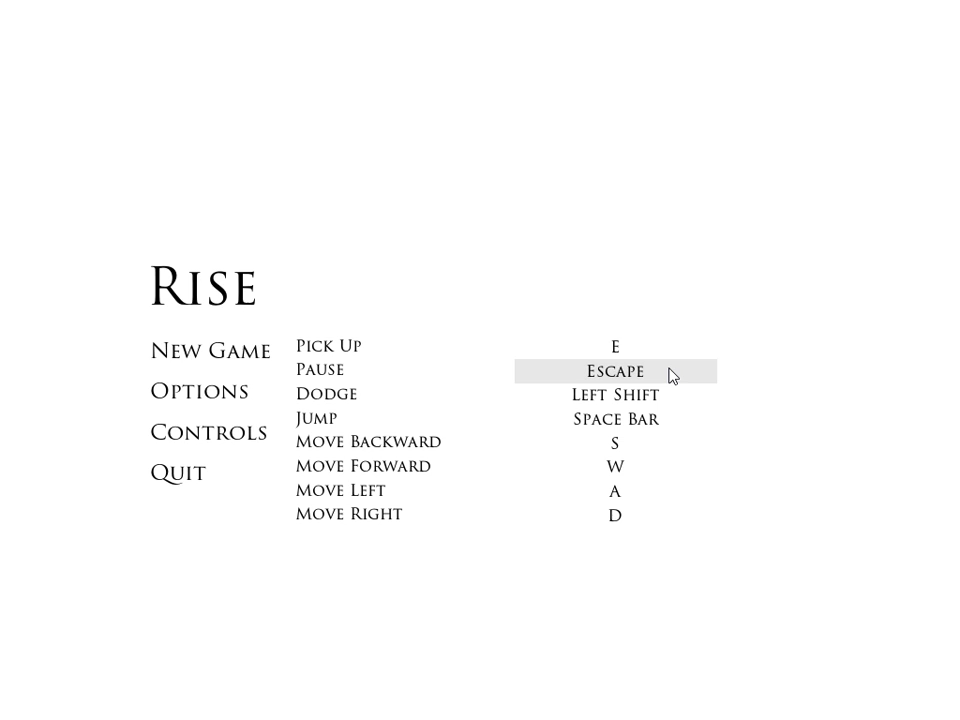 Rise
New Game
Options
Controls
Quit
Pick Up E
Pause Escape
Dodge Left Shift
Jump Space Bar
Move Backward S
Move Forward W
Move Left A
Move Right D